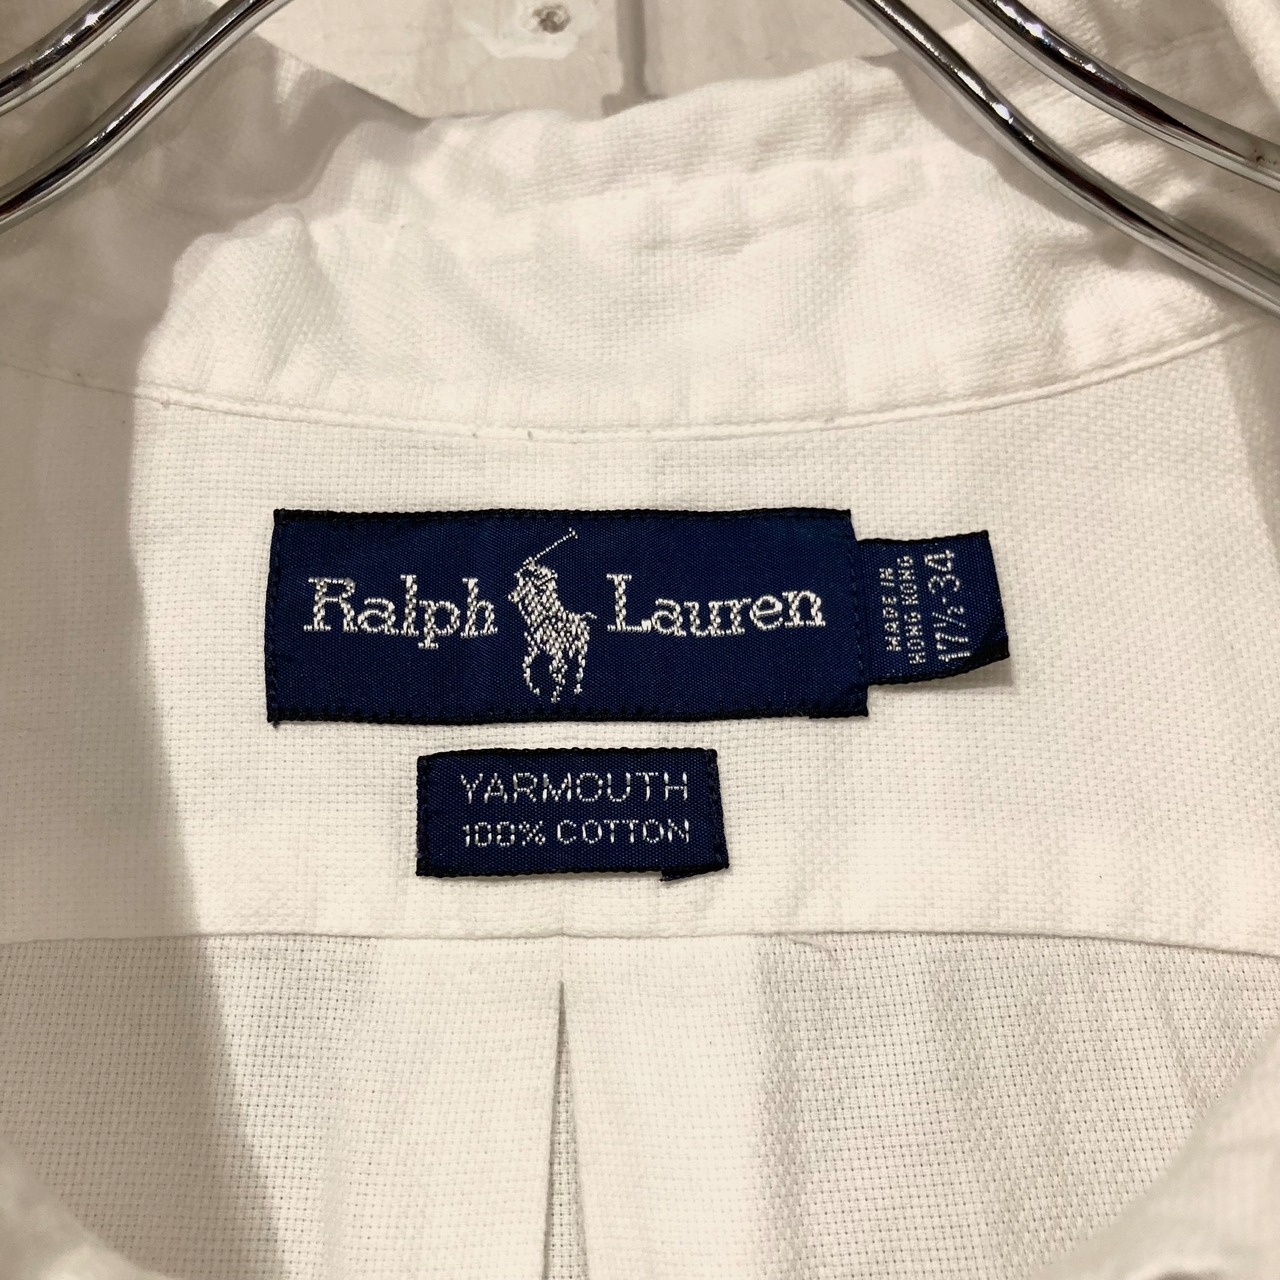 Ralph Lauren
MADE IN
HONG KONG
17½-34
YARMOUTH
100% COTTON